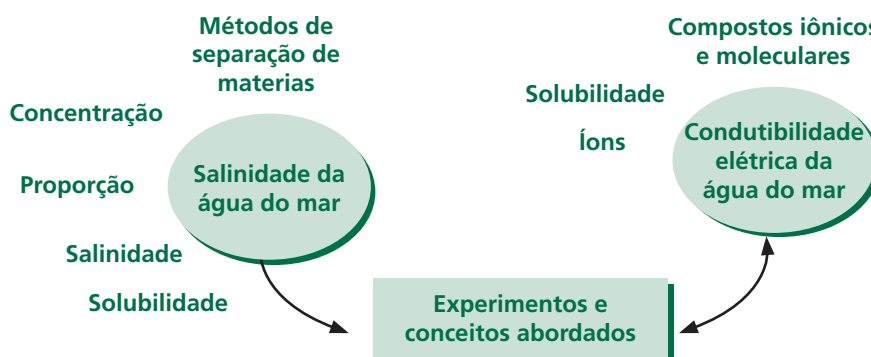 Métodos de
separação de
materias
Concentração
Salinidade da
água do mar
Proporção
Salinidade
Solubilidade
Experimentos e
conceitos abordados
Compostos iônicos
e moleculares
Solubilidade
Íons
Condutibilidade
elétrica da
água do mar